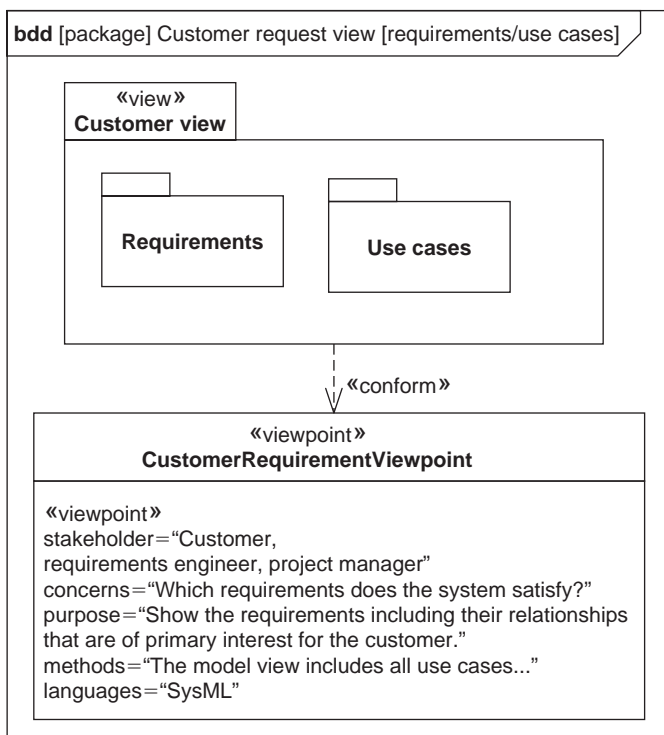 bdd [package] Customer request view [requirements/use cases]
«view»
Customer view
Requirements
Use cases
«conform»
«viewpoint»
CustomerRequirementViewpoint
«viewpoint»
stakeholder=“Customer,
requirements engineer, project manager”
concerns=“Which requirements does the system satisfy?”
purpose=“Show the requirements including their relationships
that are of primary interest for the customer.”
methods=“The model view includes all use cases...”
languages=“SysML”